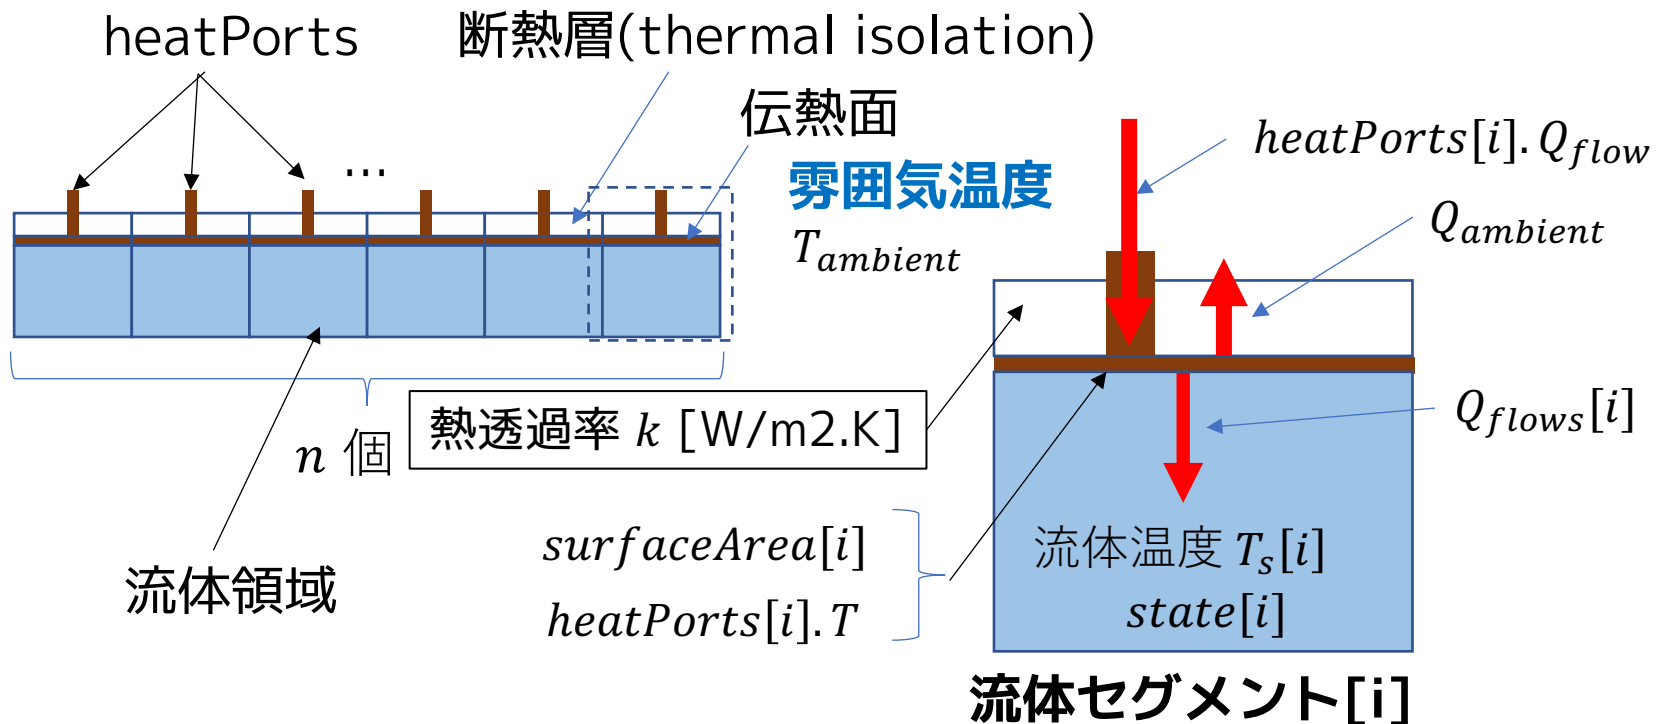 heatPorts
断熱層(thermal isolation)
伝熱面
…
雰囲気温度
T_ambient
heatPorts[i].Q_flow
Q_ambient
熱透過率 k [W/m2.K]
n 個
Q_flows[i]
surfaceArea[i]
heatPorts[i].T
流体領域
流体温度 T_s[i]
state[i]
流体セグメント[i]